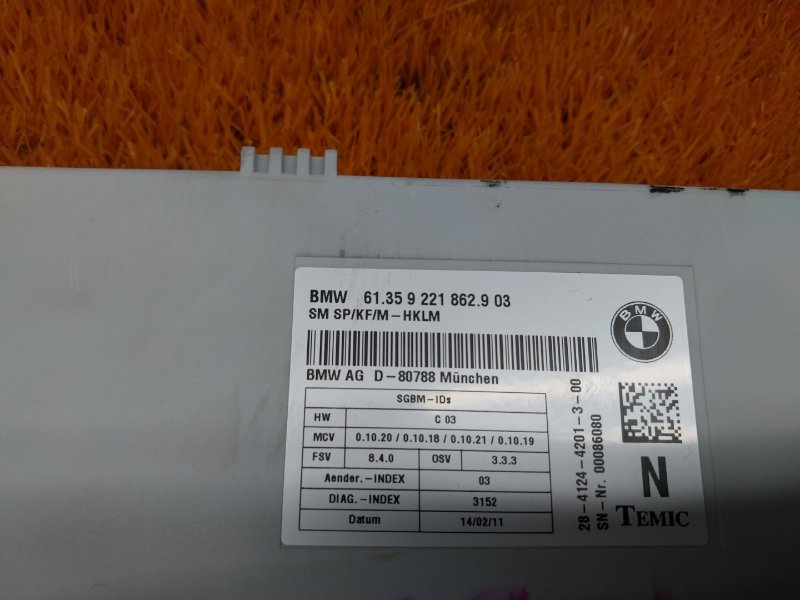 BMW 61.35 9 221 862.9 03
SM SP/KF/M-HKLM
BMW AG D-80788 München
SGBM-IDs
HW C 03
MCV 0.10.20 / 0.10.18 / 0.10.21 / 0.10.19
FSV 8.4.0 OSV 3.3.3
Aender.-INDEX 03
DIAG.-INDEX 3152
Datum 14/02/11
BMW
28-4124-4201-3-00
SN-Nr. 00086080
N
TEMIC